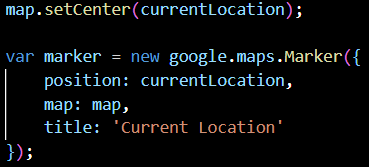 map.setCenter(currentLocation);
var marker = new google.maps.Marker({
    position: currentLocation,
    map: map,
    title: 'Current Location'
});